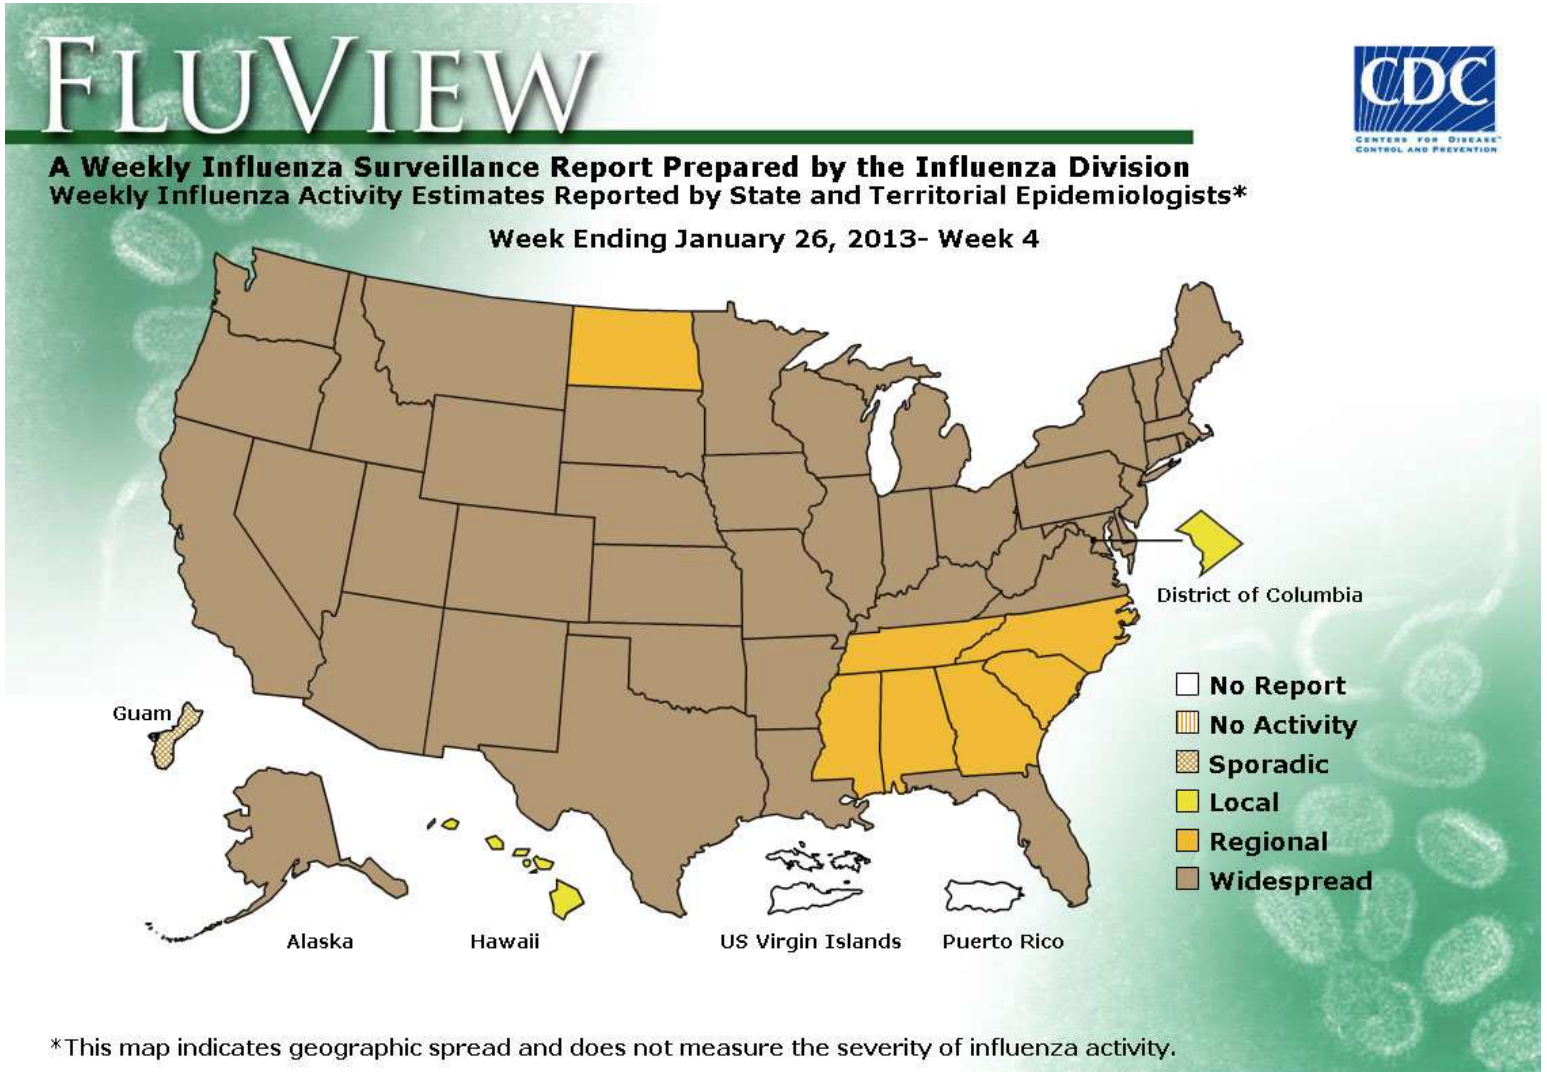 FLUVIEW
CDC
CENTERS FOR DISEASE™
CONTROL AND PREVENTION
A Weekly Influenza Surveillance Report Prepared by the Influenza Division
Weekly Influenza Activity Estimates Reported by State and Territorial Epidemiologists*
Week Ending January 26, 2013- Week 4
District of Columbia
No Report
Guam
No Activity
Sporadic
Local
Regional
Widespread
Alaska
Hawaii
US Virgin Islands
Puerto Rico
*This map indicates geographic spread and does not measure the severity of influenza activity.